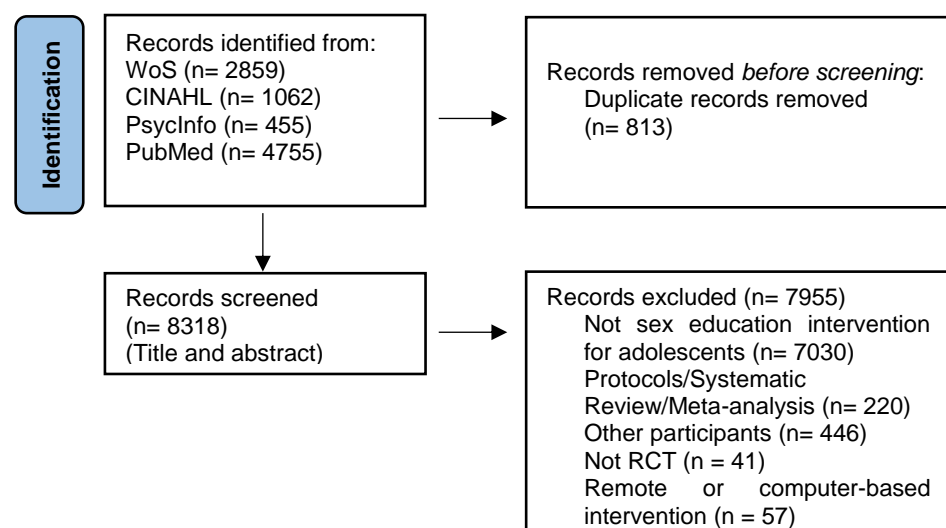 Identification
Records identified from:
WoS (n= 2859)
CINAHL (n= 1062)
PsycInfo (n= 455)
PubMed (n= 4755)
Records removed before screening:
Duplicate records removed
(n= 813)
Records screened
(n= 8318)
(Title and abstract)
Records excluded (n= 7955)
Not sex education intervention
for adolescents (n= 7030)
Protocols/Systematic
Review/Meta-analysis (n= 220)
Other participants (n= 446)
Not RCT (n = 41)
Remote or computer-based
intervention (n = 57)